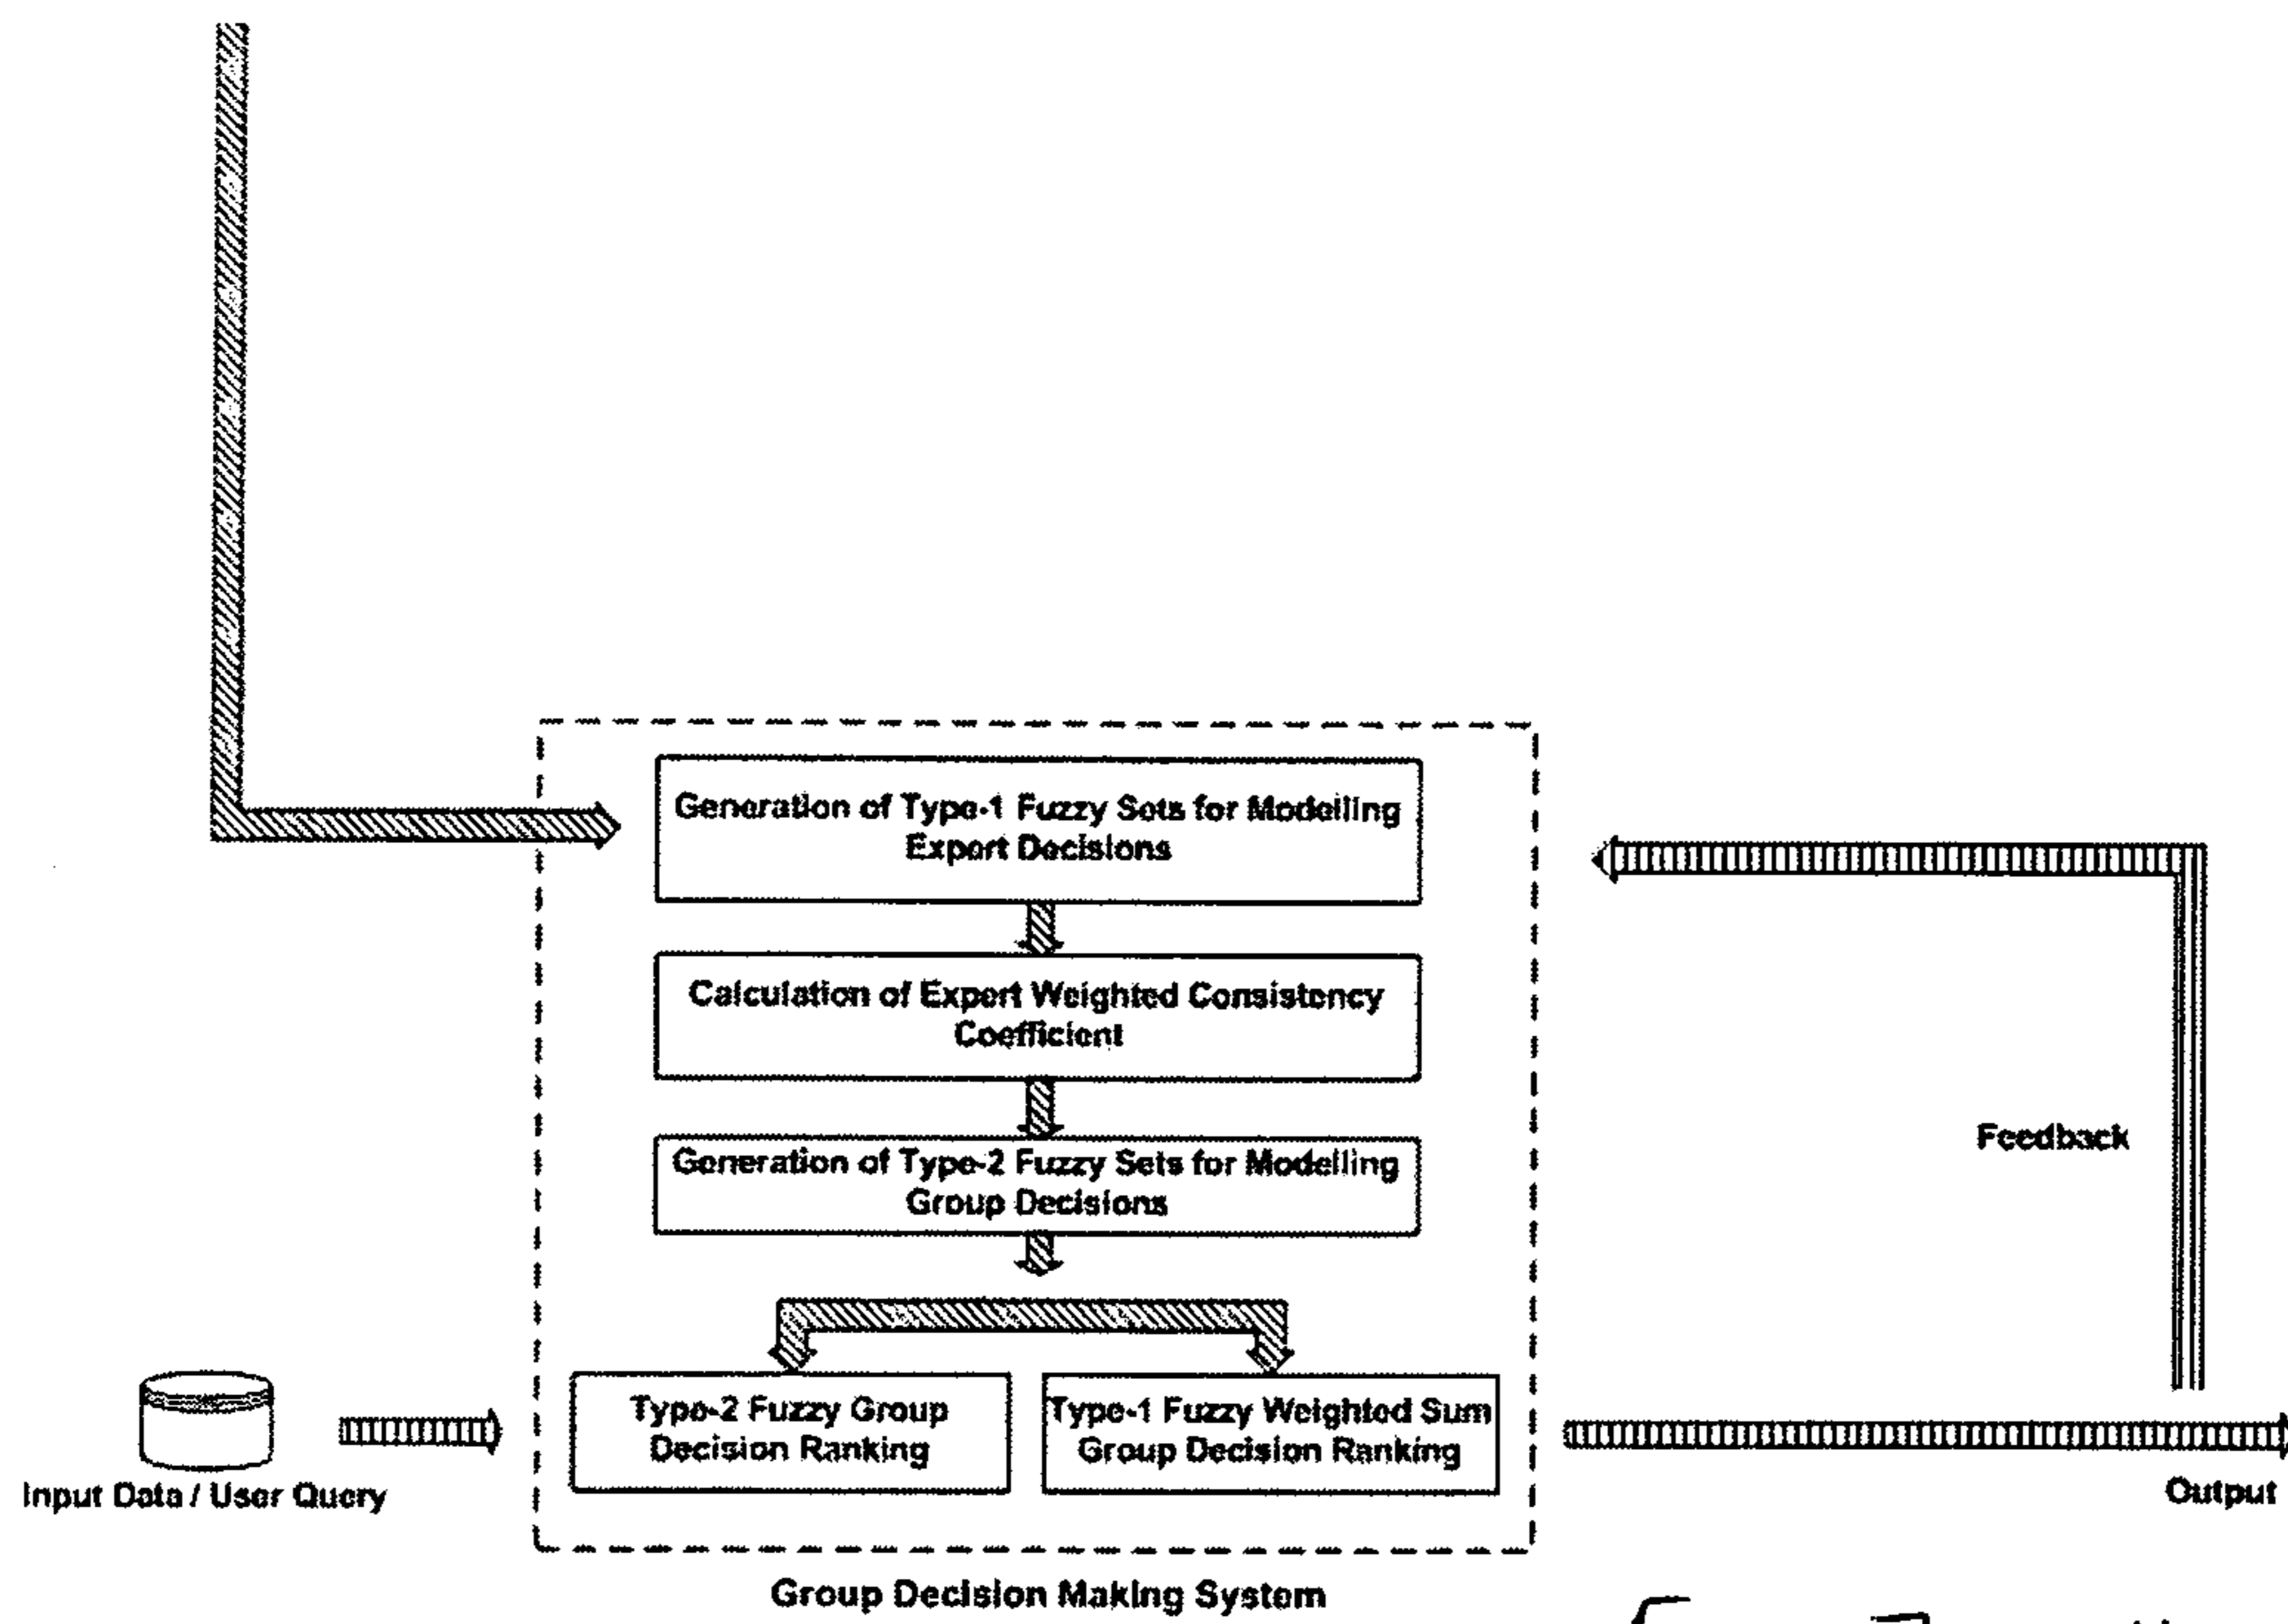 Generation of Type-1 Fuzzy Sets for Modelling
Expert Decisions
Calculation of Expert Weighted Consistency
Coefficient
Generation of Type-2 Fuzzy Sets for Modelling
Group Decisions
Feedback
Type-2 Fuzzy Group
Decision Ranking
Type-1 Fuzzy Weighted Sum
Group Decision Ranking
Input Data / User Query
Output
Group Decision Making System